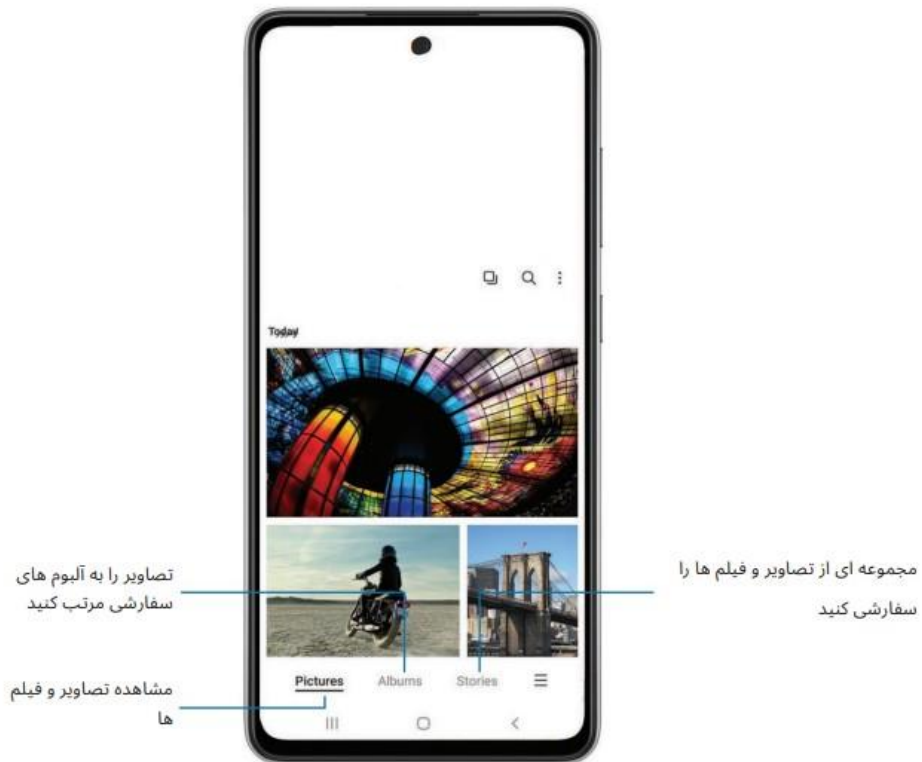 Today
تصاویر را به آلبوم های
سفارشی مرتب کنید
مجموعه ای از تصاویر و فیلم ها را
سفارشی کنید
Pictures Albums Stories
مشاهده تصاویر و فیلم
ها